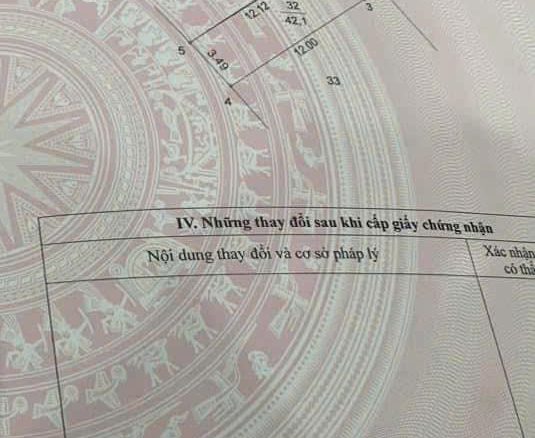 12.12
32
42,1
3
5
3.49
12.00
33
4
IV. Những thay đổi sau khi cấp giấy chứng nhận
Nội dung thay đổi và cơ sở pháp lý
Xác nhận
có thẩ